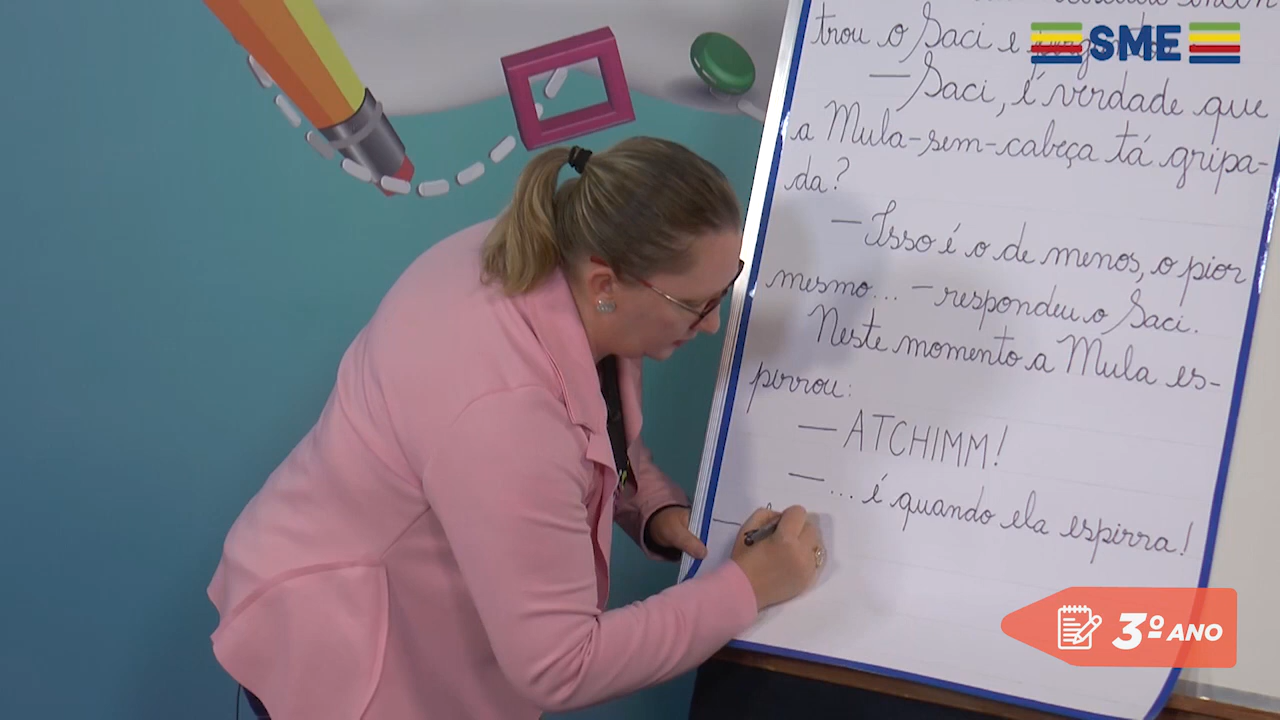 trou o Saci e
— Saci, é verdade que
a Mula-sem-cabeça tá gripa-
da?
— Isso é o de menos, o pior
mesmo... — respondeu o Saci.
Neste momento a Mula es-
pirrou:
— ATCHIMM!
— ... é quando ela espirra!
—
SME
3º ANO